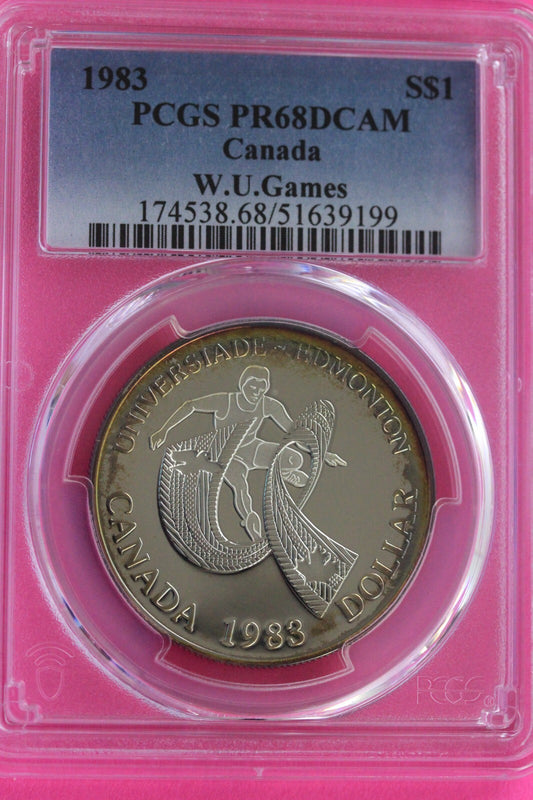 1983 S$1
PCGS PR68DCAM
Canada
W.U.Games
174538.68/51639199
UNIVERSIADE - EDMONTON
CANADA 1983 DOLLAR
PCGS